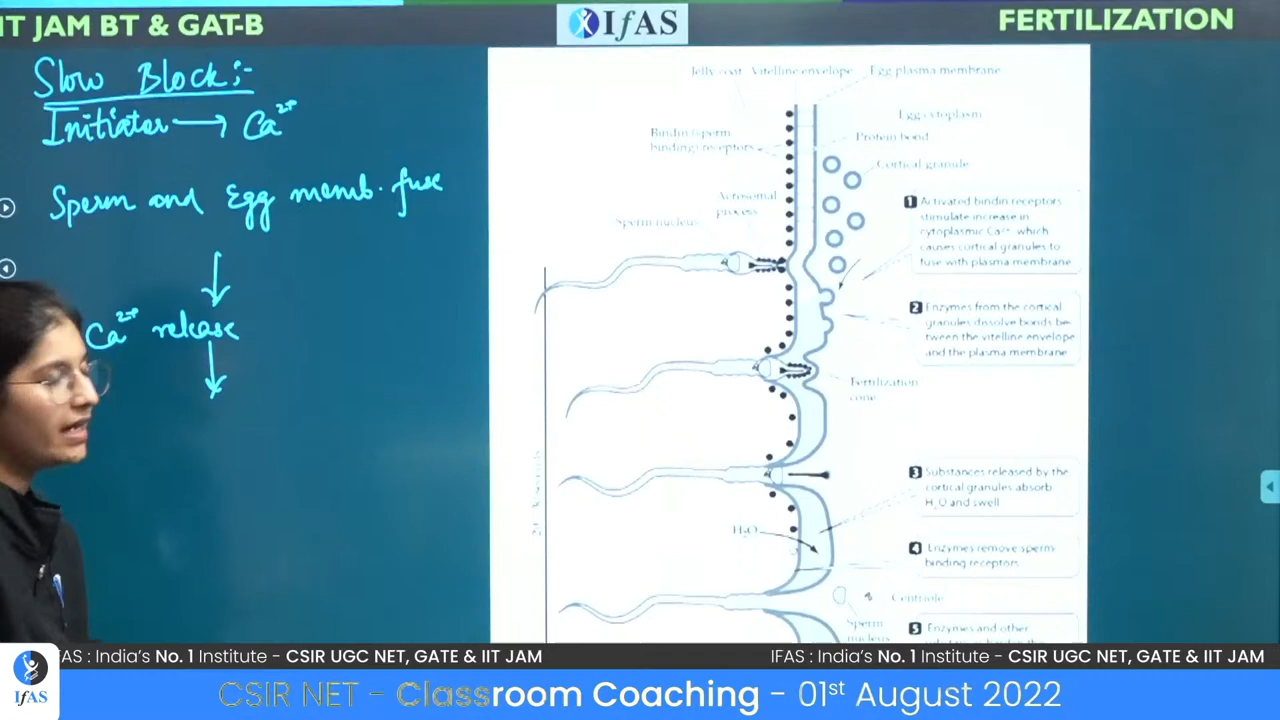 IIT JAM BT & GAT-B
IfAS
FERTILIZATION
Slow Block:-
Initiator → Ca²⁺
Sperm and Egg memb. fuse
↓
Ca²⁺ release
↓
Jelly coat Vitelline envelope Egg plasma membrane
Egg cytoplasm
Bindin (sperm
binding) receptors
Protein bond
Cortical granule
Acrosomal
process
Sperm nucleus
1 Activated bindin receptors
stimulate increase in
cytoplasmic Ca²⁺ which
causes cortical granules to
fuse with plasma membrane
2 Enzymes from the cortical
granules dissolve bonds be-
tween the vitelline envelope
and the plasma membrane
Fertilization
cone
3 Substances released by the
cortical granules absorb
H₂O and swell
H₂O
4 Enzymes remove sperm
binding receptors
Centriole
Sperm
nucleus
5 Enzymes and other
FAS : India's No. 1 Institute - CSIR UGC NET, GATE & IIT JAM
IFAS : India's No. 1 Institute - CSIR UGC NET, GATE & IIT JAM
IfAS
CSIR NET - Classroom Coaching - 01st August 2022